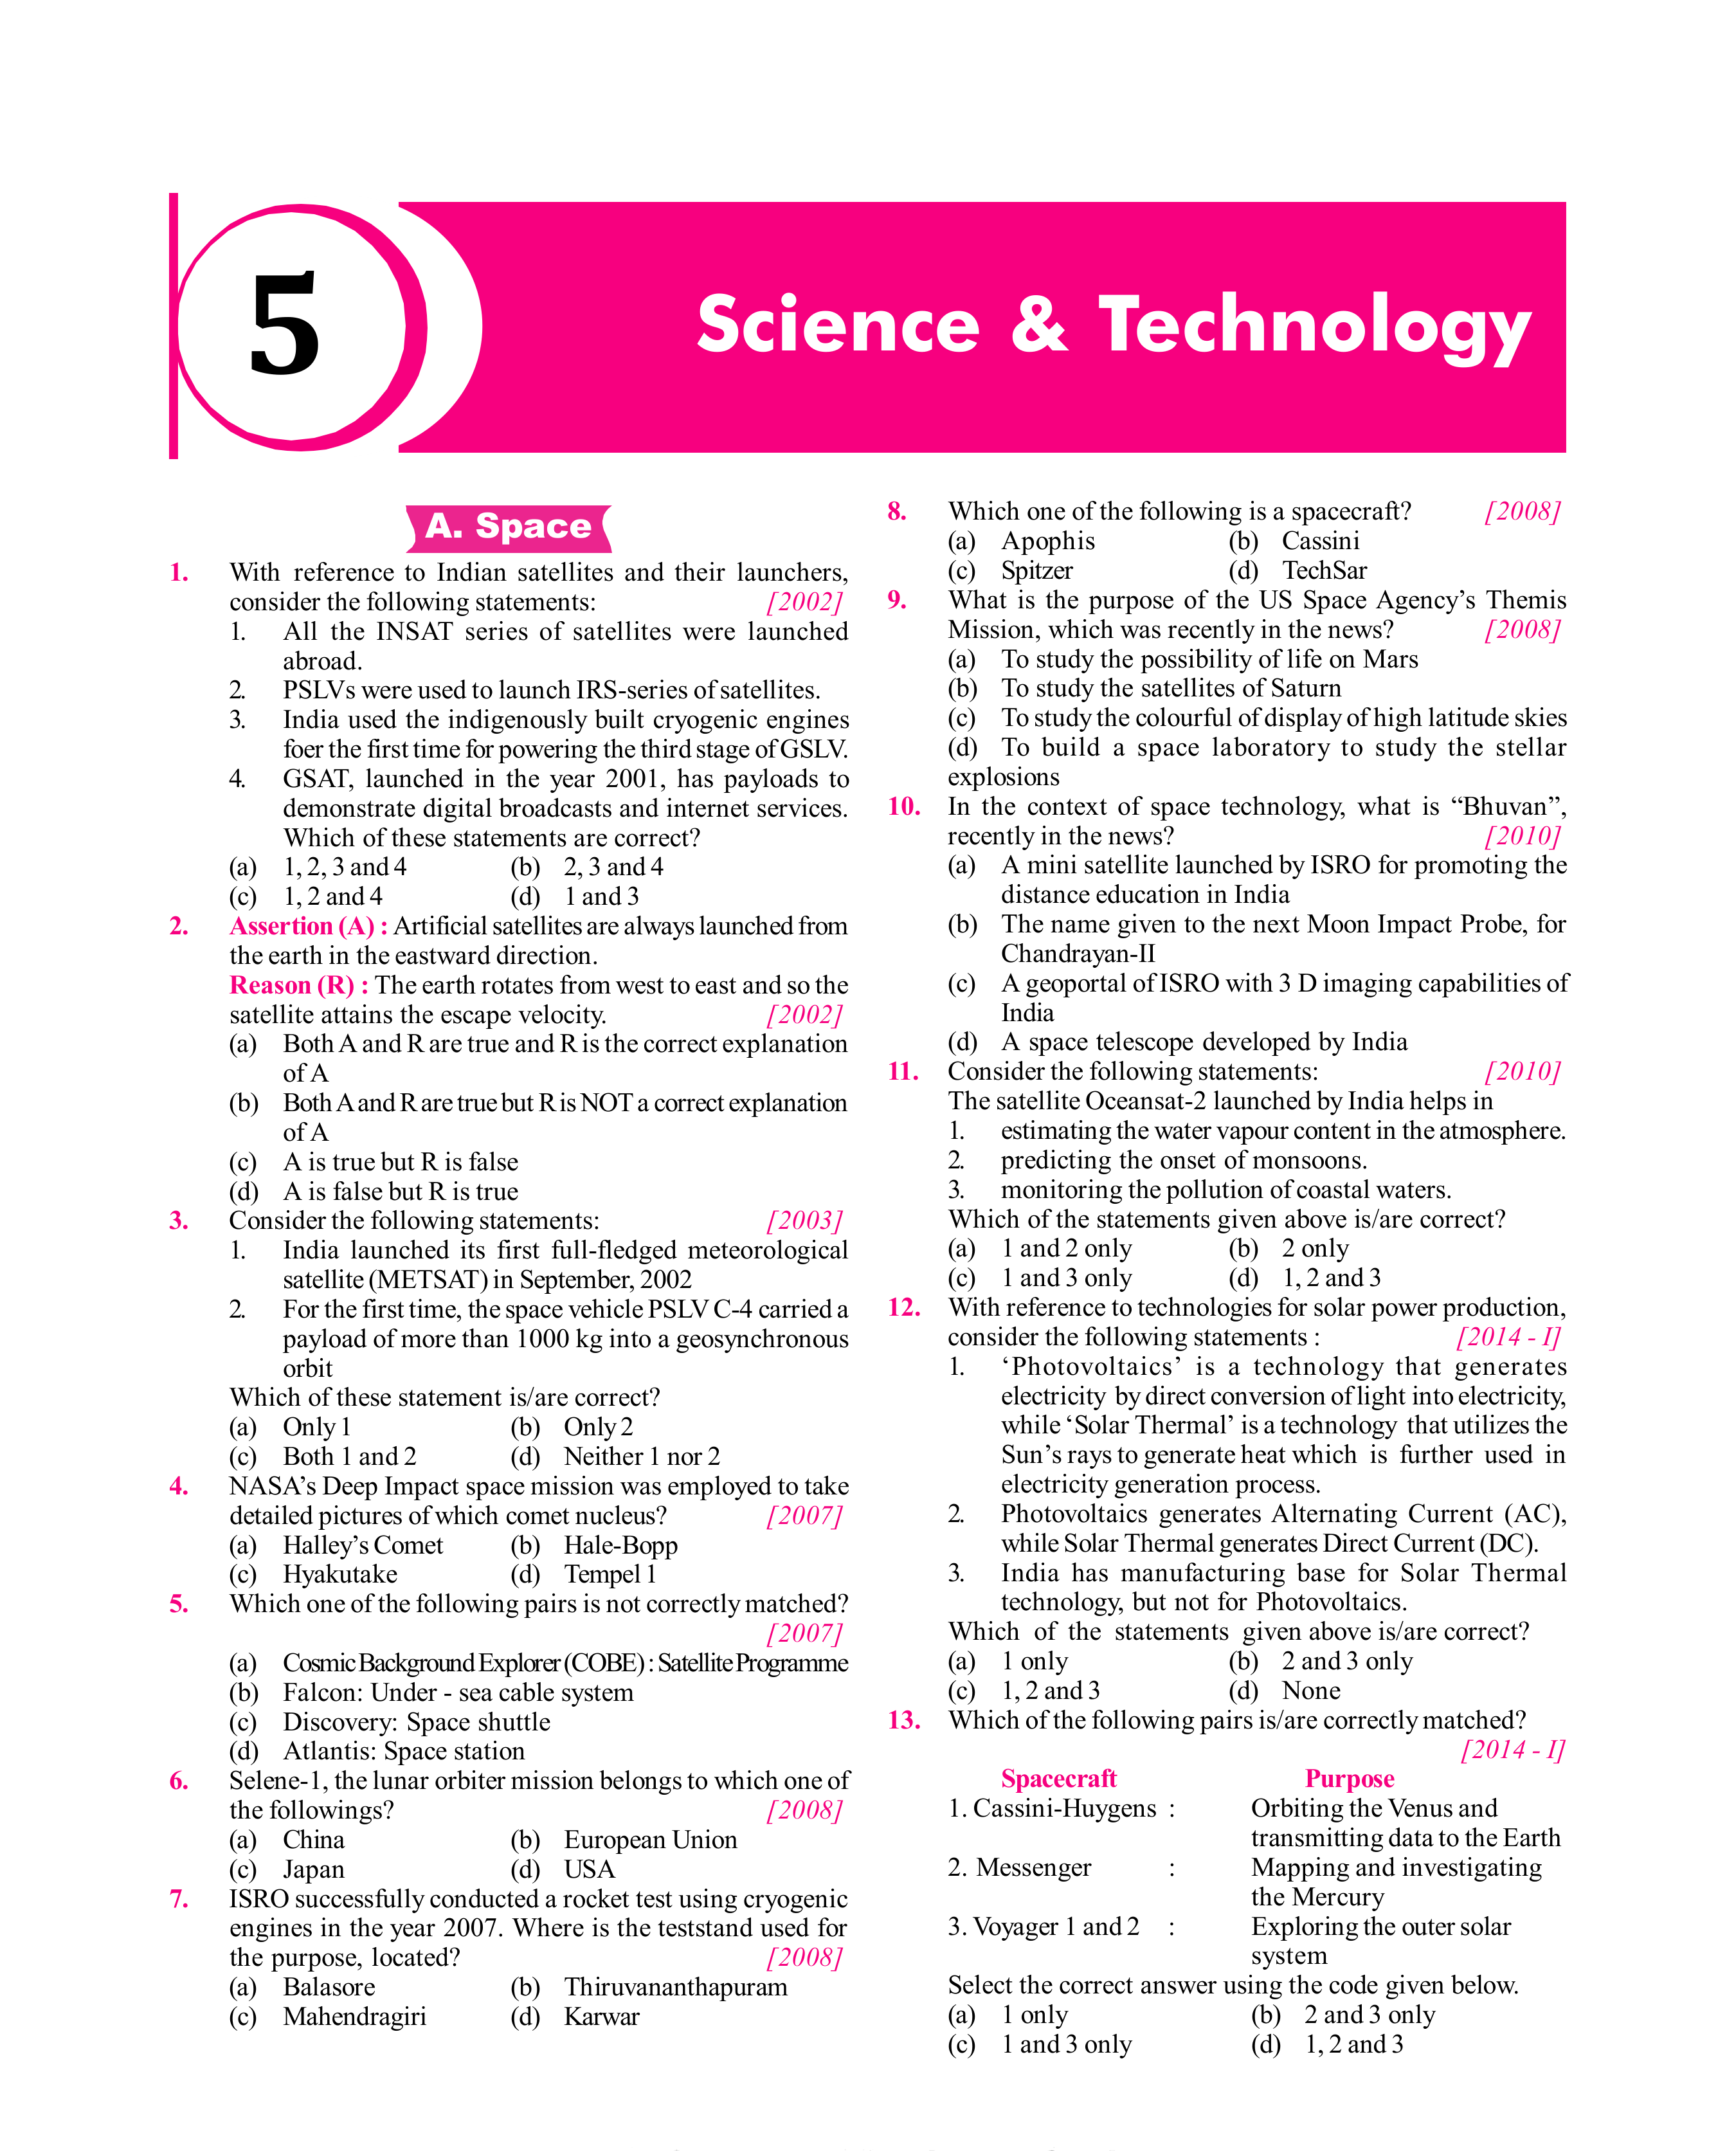 5
Science & Technology
A. Space
1. With reference to Indian satellites and their launchers,
consider the following statements: [2002]
1. All the INSAT series of satellites were launched
abroad.
2. PSLVs were used to launch IRS-series of satellites.
3. India used the indigenously built cryogenic engines
foer the first time for powering the third stage of GSLV.
4. GSAT, launched in the year 2001, has payloads to
demonstrate digital broadcasts and internet services.
Which of these statements are correct?
(a) 1, 2, 3 and 4 (b) 2, 3 and 4
(c) 1, 2 and 4 (d) 1 and 3
2. Assertion (A) : Artificial satellites are always launched from
the earth in the eastward direction.
Reason (R) : The earth rotates from west to east and so the
satellite attains the escape velocity. [2002]
(a) Both A and R are true and R is the correct explanation
of A
(b) Both A and R are true but R is NOT a correct explanation
of A
(c) A is true but R is false
(d) A is false but R is true
3. Consider the following statements: [2003]
1. India launched its first full-fledged meteorological
satellite (METSAT) in September, 2002
2. For the first time, the space vehicle PSLV C-4 carried a
payload of more than 1000 kg into a geosynchronous
orbit
Which of these statement is/are correct?
(a) Only 1 (b) Only 2
(c) Both 1 and 2 (d) Neither 1 nor 2
4. NASA's Deep Impact space mission was employed to take
detailed pictures of which comet nucleus? [2007]
(a) Halley's Comet (b) Hale-Bopp
(c) Hyakutake (d) Tempel 1
5. Which one of the following pairs is not correctly matched?
[2007]
(a) Cosmic Background Explorer (COBE) : Satellite Programme
(b) Falcon: Under - sea cable system
(c) Discovery: Space shuttle
(d) Atlantis: Space station
6. Selene-1, the lunar orbiter mission belongs to which one of
the followings? [2008]
(a) China (b) European Union
(c) Japan (d) USA
7. ISRO successfully conducted a rocket test using cryogenic
engines in the year 2007. Where is the teststand used for
the purpose, located? [2008]
(a) Balasore (b) Thiruvananthapuram
(c) Mahendragiri (d) Karwar
8. Which one of the following is a spacecraft? [2008]
(a) Apophis (b) Cassini
(c) Spitzer (d) TechSar
9. What is the purpose of the US Space Agency's Themis
Mission, which was recently in the news? [2008]
(a) To study the possibility of life on Mars
(b) To study the satellites of Saturn
(c) To study the colourful of display of high latitude skies
(d) To build a space laboratory to study the stellar
explosions
10. In the context of space technology, what is “Bhuvan”,
recently in the news? [2010]
(a) A mini satellite launched by ISRO for promoting the
distance education in India
(b) The name given to the next Moon Impact Probe, for
Chandrayan-II
(c) A geoportal of ISRO with 3 D imaging capabilities of
India
(d) A space telescope developed by India
11. Consider the following statements: [2010]
The satellite Oceansat-2 launched by India helps in
1. estimating the water vapour content in the atmosphere.
2. predicting the onset of monsoons.
3. monitoring the pollution of coastal waters.
Which of the statements given above is/are correct?
(a) 1 and 2 only (b) 2 only
(c) 1 and 3 only (d) 1, 2 and 3
12. With reference to technologies for solar power production,
consider the following statements : [2014 - I]
1. ‘Photovoltaics’ is a technology that generates
electricity by direct conversion of light into electricity,
while ‘Solar Thermal’ is a technology that utilizes the
Sun’s rays to generate heat which is further used in
electricity generation process.
2. Photovoltaics generates Alternating Current (AC),
while Solar Thermal generates Direct Current (DC).
3. India has manufacturing base for Solar Thermal
technology, but not for Photovoltaics.
Which of the statements given above is/are correct?
(a) 1 only (b) 2 and 3 only
(c) 1, 2 and 3 (d) None
13. Which of the following pairs is/are correctly matched?
[2014 - I]
Spacecraft Purpose
1. Cassini-Huygens : Orbiting the Venus and
transmitting data to the Earth
2. Messenger : Mapping and investigating
the Mercury
3. Voyager 1 and 2 : Exploring the outer solar
system
Select the correct answer using the code given below.
(a) 1 only (b) 2 and 3 only
(c) 1 and 3 only (d) 1, 2 and 3